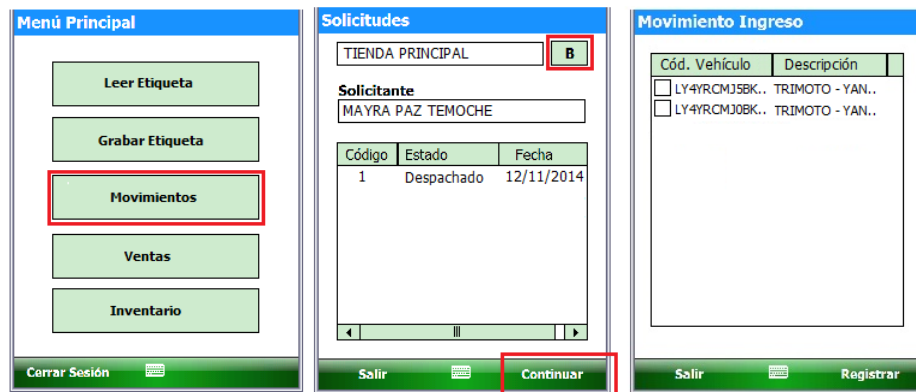 Menú Principal
Leer Etiqueta
Grabar Etiqueta
Movimientos
Ventas
Inventario
Cerrar Sesión
Solicitudes
TIENDA PRINCIPAL B
Solicitante
MAYRA PAZ TEMOCHE
Código Estado Fecha
1 Despachado 12/11/2014
Salir Continuar
Movimiento Ingreso
Cód. Vehículo Descripción
LY4YRCMJ5BK.. TRIMOTO - YAN..
LY4YRCMJ0BK.. TRIMOTO - YAN..
Salir Registrar